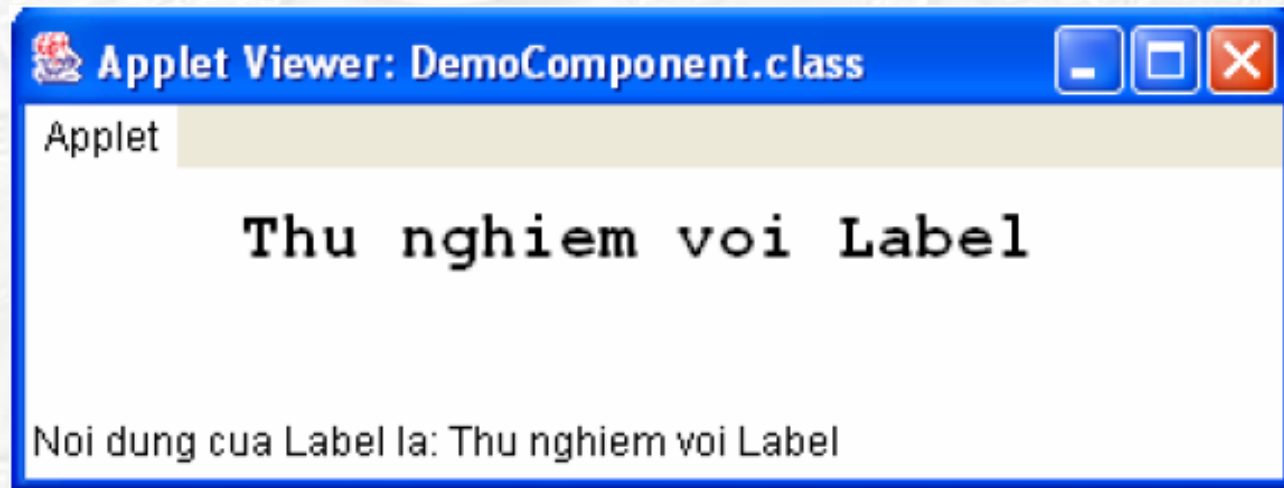 Applet Viewer: DemoComponent.class
Applet
Thu nghiem voi Label
Noi dung cua Label la: Thu nghiem voi Label